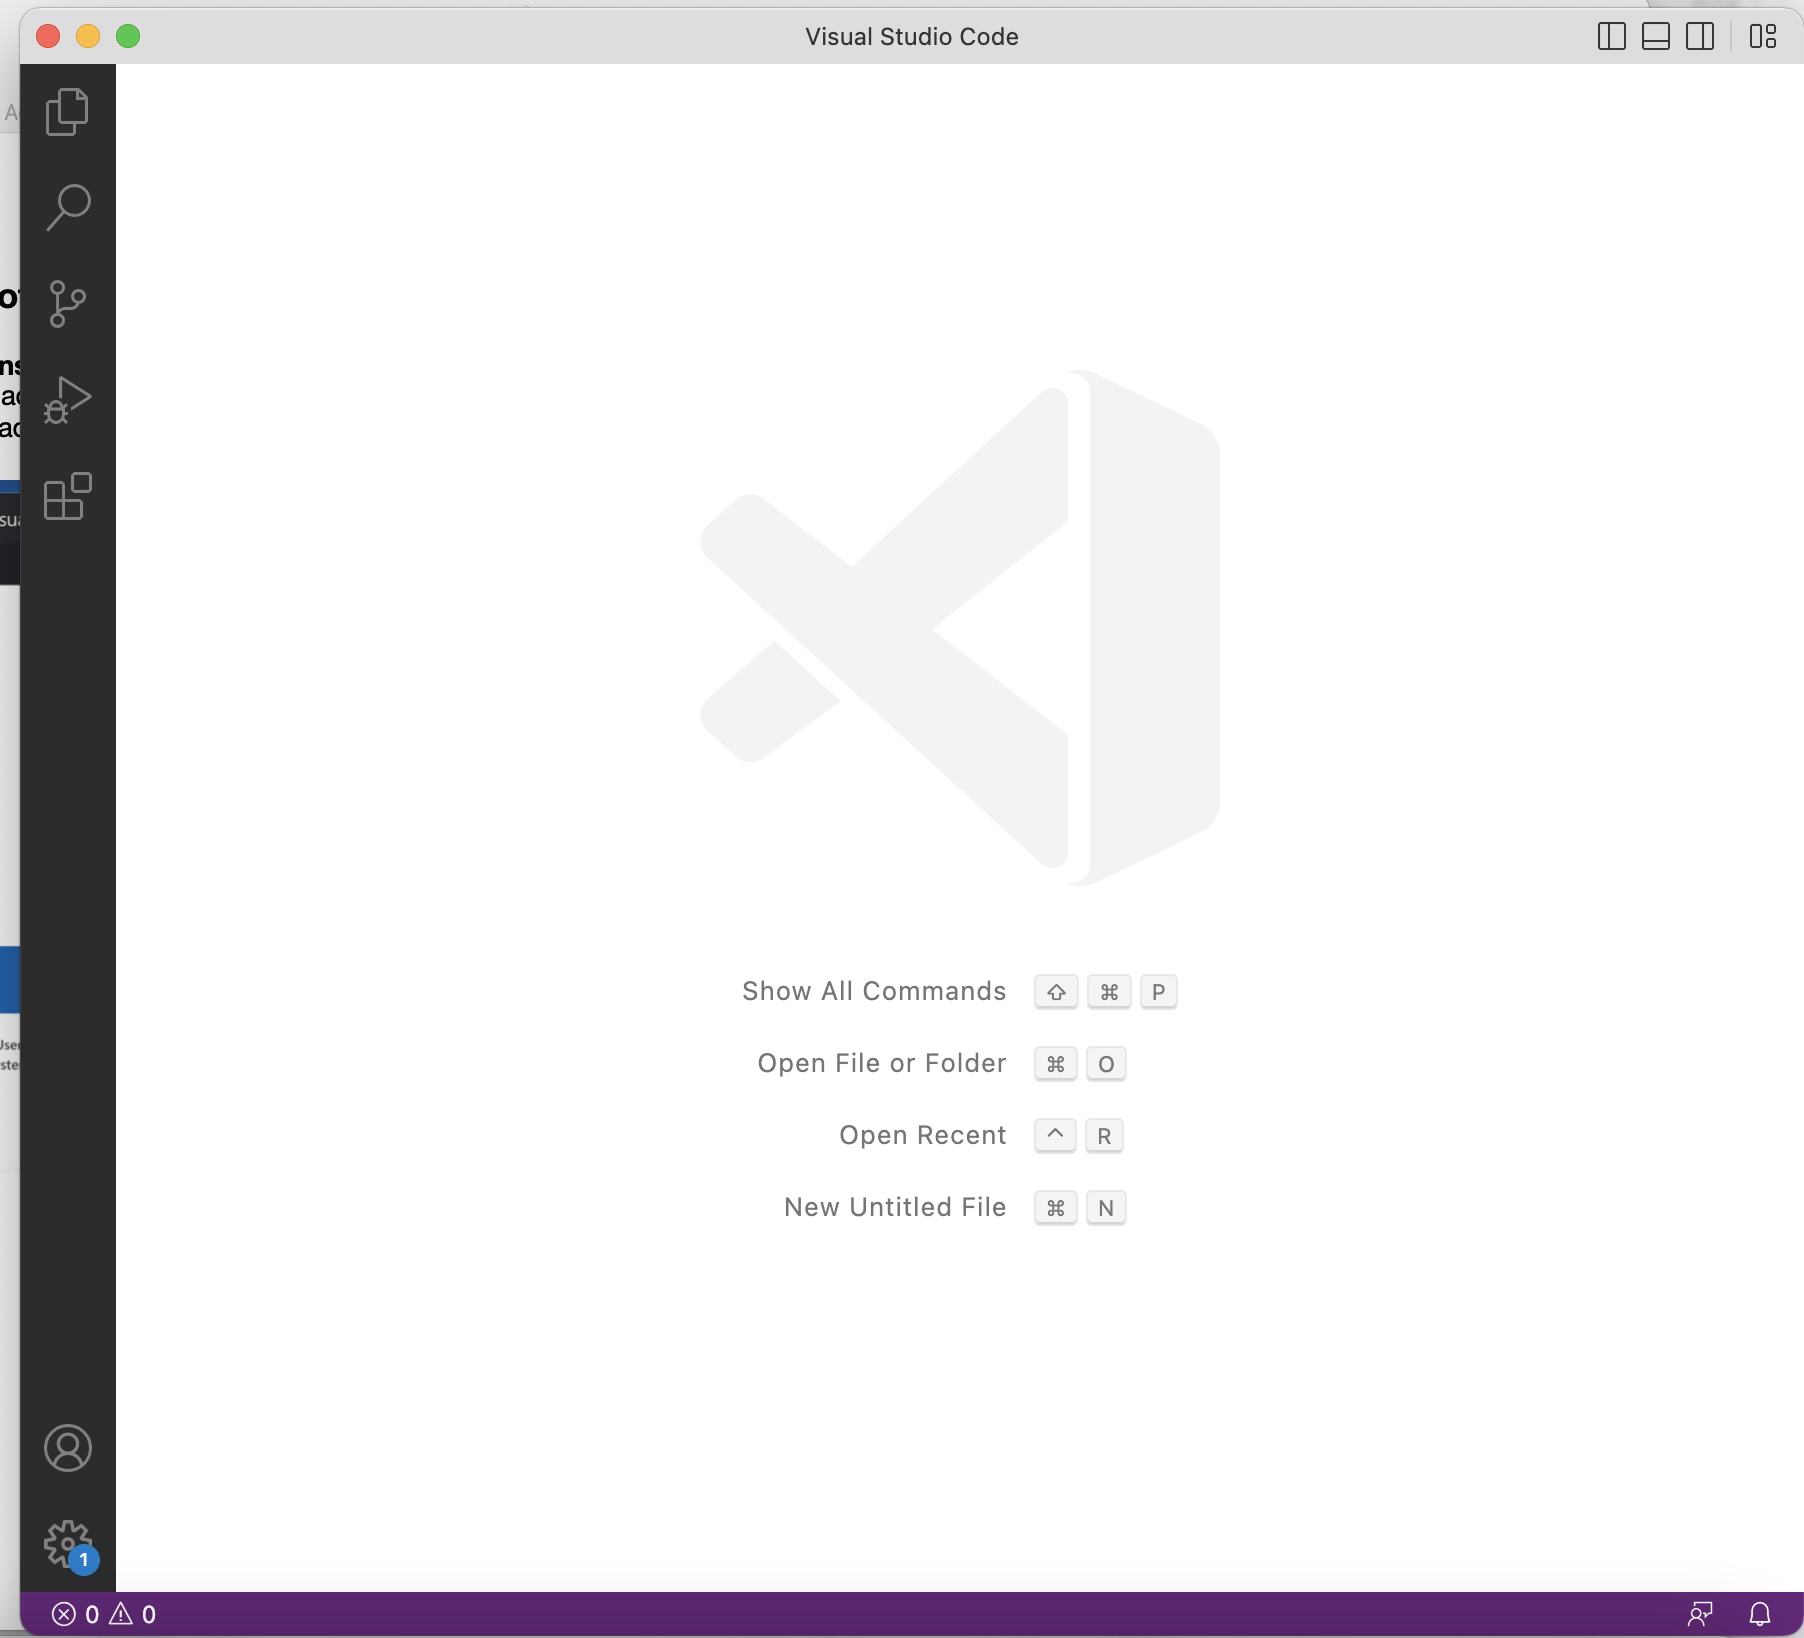 Visual Studio Code
Show All Commands ⇧ ⌘ P
Open File or Folder ⌘ O
Open Recent ^ R
New Untitled File ⌘ N
1
0 0